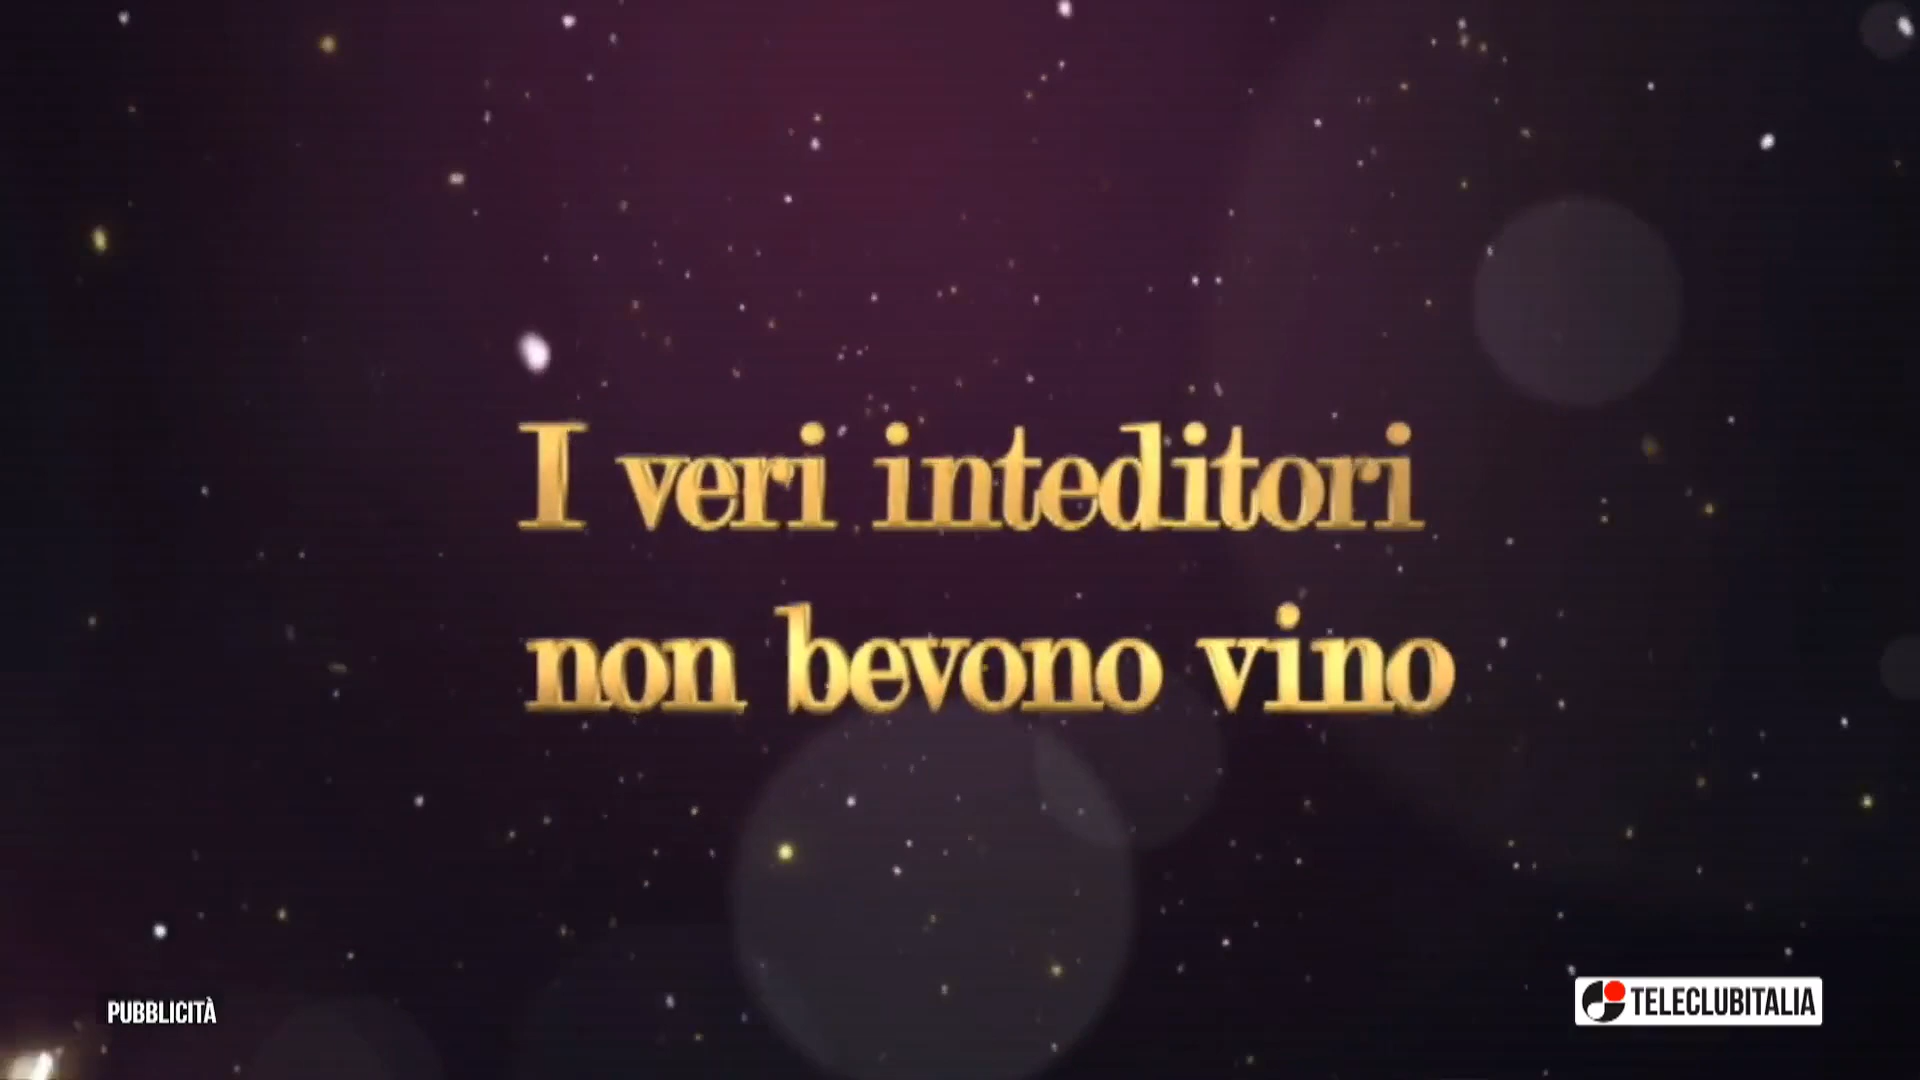 I veri inteditori
non bevono vino
PUBBLICITÀ
TELECLUBITALIA